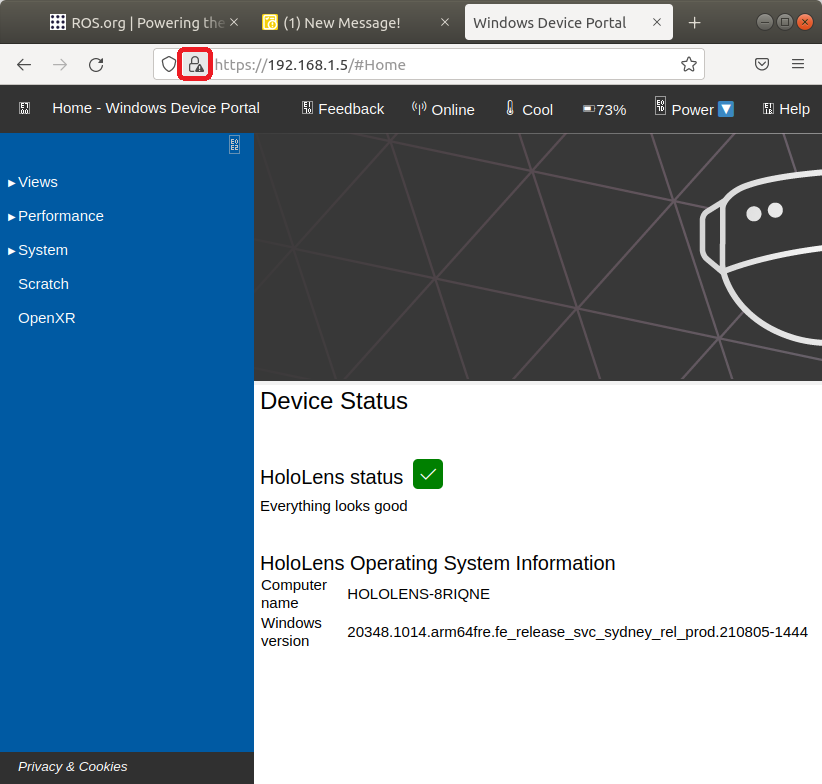 ROS.org | Powering the
(1) New Message!
Windows Device Portal
https://192.168.1.5/#Home
Home - Windows Device Portal
Feedback
Online
Cool
73%
Power
Help
Views
Performance
System
Scratch
OpenXR
Device Status
HoloLens status
Everything looks good
HoloLens Operating System Information
Computer name HOLOLENS-8RIQNE
Windows version 20348.1014.arm64fre.fe_release_svc_sydney_rel_prod.210805-1444
Privacy & Cookies